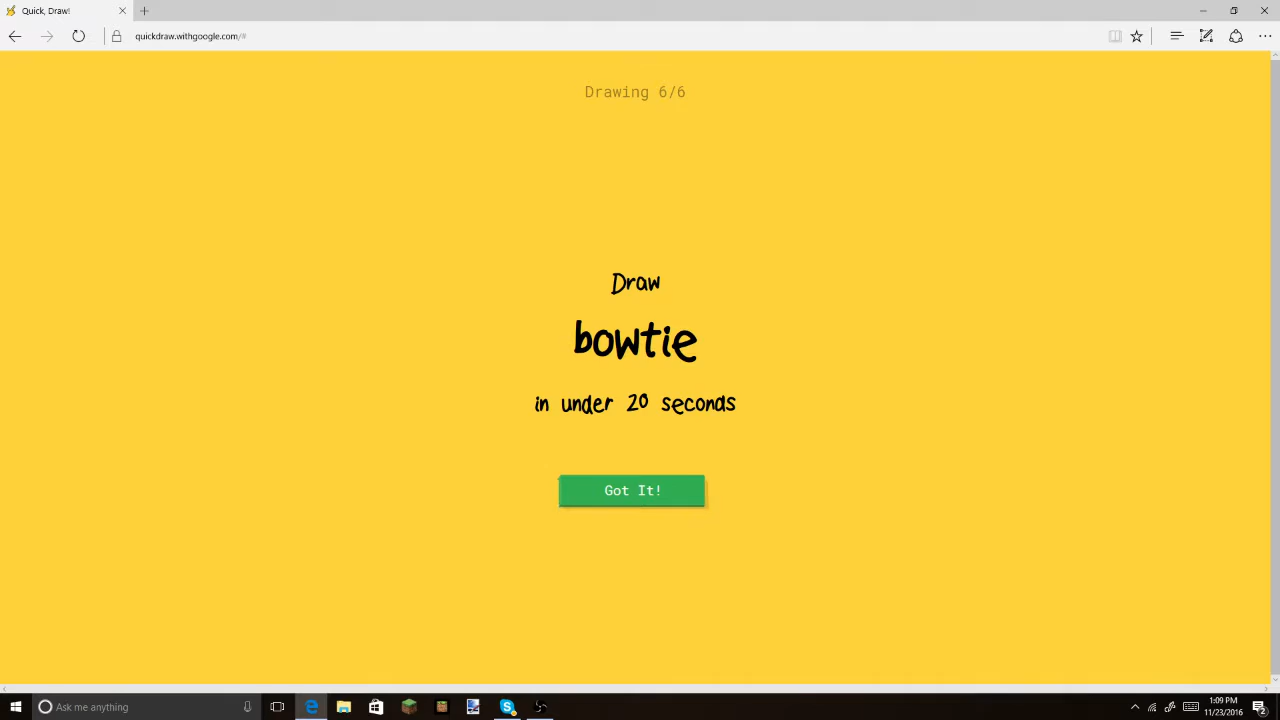 Quick, Draw!
quickdraw.withgoogle.com/#
Drawing 6/6
Draw
bowtie
in under 20 seconds
Got It!
Ask me anything
1:09 PM
11/23/2016
2